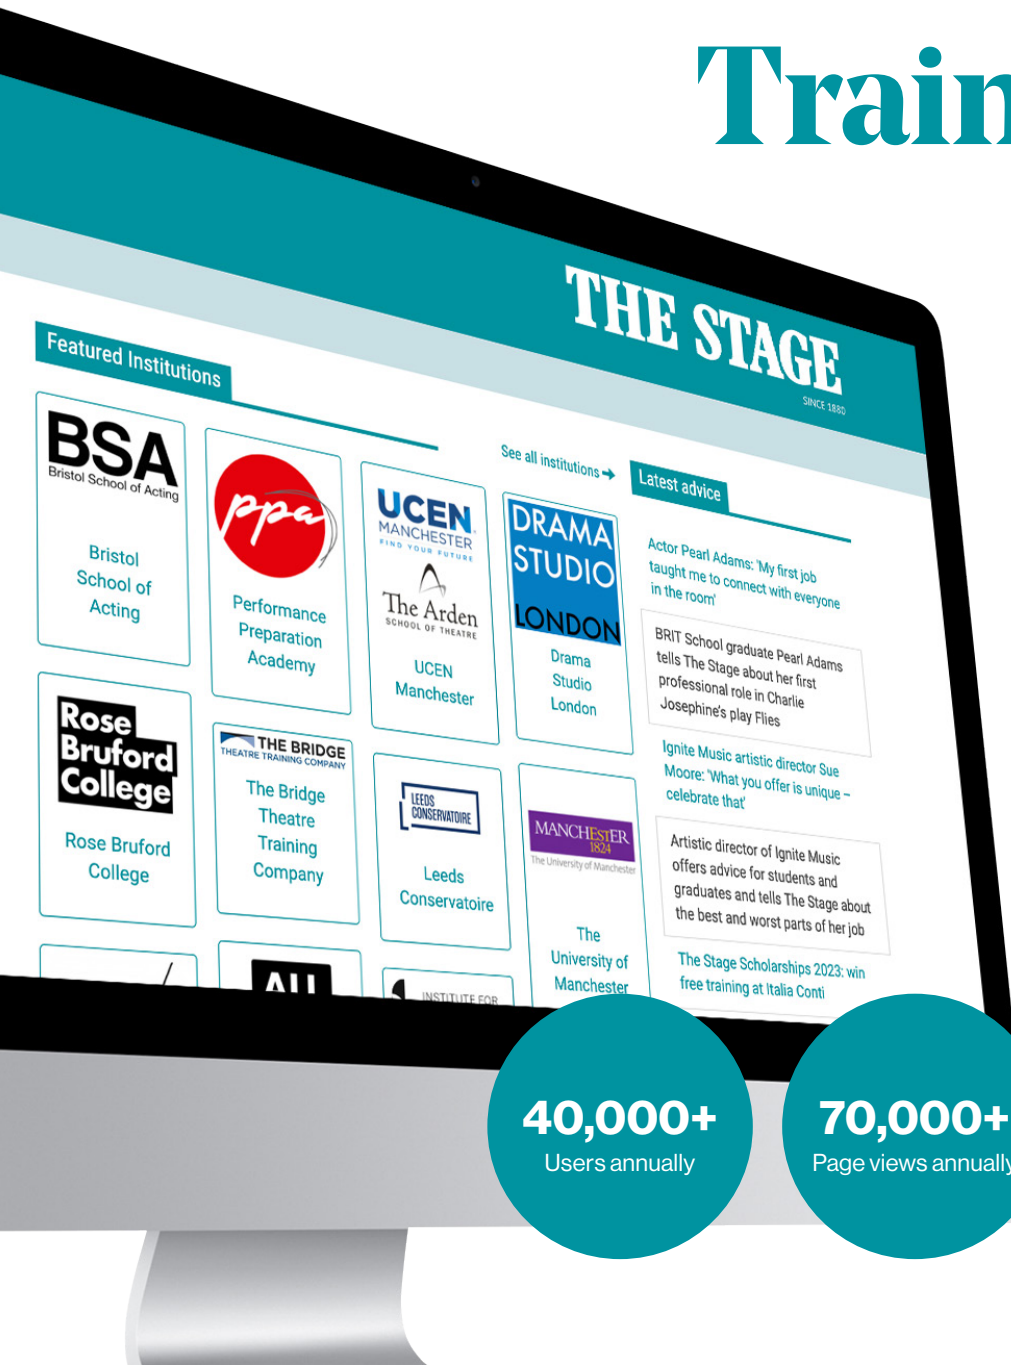 Train
THE STAGE
SINCE 1880
Featured Institutions
See all institutions
BSA
Bristol School of Acting
Bristol
School of
Acting
ppa
Performance
Preparation
Academy
UCEN
MANCHESTER
FIND YOUR FUTURE
The Arden
SCHOOL OF THEATRE
UCEN
Manchester
DRAMA
STUDIO
LONDON
Drama
Studio
London
Rose
Bruford
College
Rose Bruford
College
THE BRIDGE
THEATRE TRAINING COMPANY
The Bridge
Theatre
Training
Company
LEEDS
CONSERVATOIRE
Leeds
Conservatoire
MANCHESTER
1824
The University of Manchester
The
University of
Manchester
INSTITUTE FOR
Latest advice
Actor Pearl Adams: 'My first job
taught me to connect with everyone
in the room'
BRIT School graduate Pearl Adams
tells The Stage about her first
professional role in Charlie
Josephine's play Flies
Ignite Music artistic director Sue
Moore: 'What you offer is unique –
celebrate that'
Artistic director of Ignite Music
offers advice for students and
graduates and tells The Stage about
the best and worst parts of her job
The Stage Scholarships 2023: win
free training at Italia Conti
40,000+
Users annually
70,000+
Page views annually